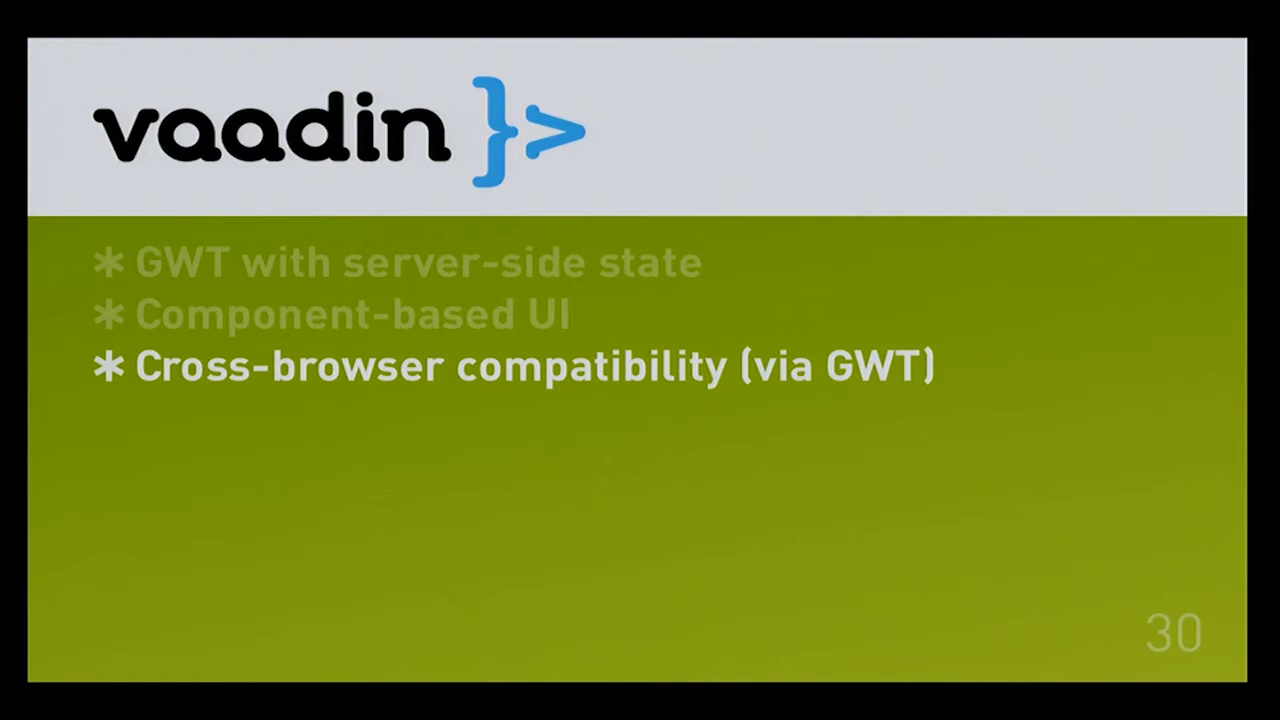 vaadin }>
* GWT with server-side state
* Component-based UI
* Cross-browser compatibility (via GWT)
30